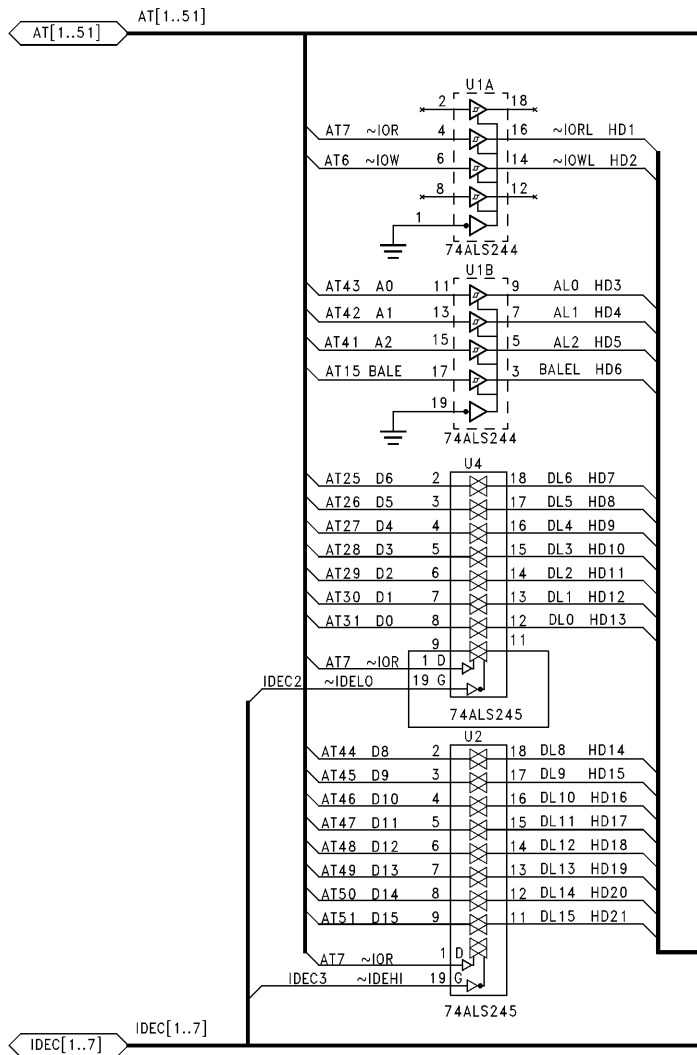 AT[1..51]
AT[1..51]
U1A
2 18
AT7 ~IOR 4 16 ~IORL HD1
AT6 ~IOW 6 14 ~IOWL HD2
8 12
1
74ALS244
U1B
AT43 A0 11 9 AL0 HD3
AT42 A1 13 7 AL1 HD4
AT41 A2 15 5 AL2 HD5
AT15 BALE 17 3 BALEL HD6
19
74ALS244
U4
AT25 D6 2 18 DL6 HD7
AT26 D5 3 17 DL5 HD8
AT27 D4 4 16 DL4 HD9
AT28 D3 5 15 DL3 HD10
AT29 D2 6 14 DL2 HD11
AT30 D1 7 13 DL1 HD12
AT31 D0 8 12 DL0 HD13
9 11
AT7 ~IOR 1 D
IDEC2 ~IDELO 19 G
74ALS245
U2
AT44 D8 2 18 DL8 HD14
AT45 D9 3 17 DL9 HD15
AT46 D10 4 16 DL10 HD16
AT47 D11 5 15 DL11 HD17
AT48 D12 6 14 DL12 HD18
AT49 D13 7 13 DL13 HD19
AT50 D14 8 12 DL14 HD20
AT51 D15 9 11 DL15 HD21
AT7 ~IOR 1 D
IDEC3 ~IDEHI 19 G
74ALS245
IDEC[1..7]
IDEC[1..7]